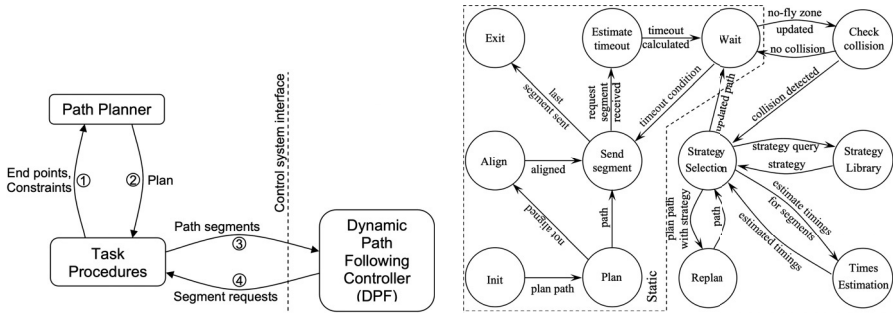 Path Planner
Control system interface
End points,
Constraints
①
②
Plan
Path segments
③
Task
Procedures
④
Segment requests
Dynamic
Path
Following
Controller
(DPF)
Exit
Estimate
timeout
timeout
calculated
Wait
no-fly zone
updated
no collision
Check
collision
last
segment sent
request
segment
received
timeout condition
updated path
collision detected
Align
aligned
Send
segment
Strategy
Selection
strategy query
strategy
Strategy
Library
not aligned
path
plan path
with strategy
path
estimate timings
for segments
estimated timings
Init
plan path
Plan
Static
Replan
Times
Estimation